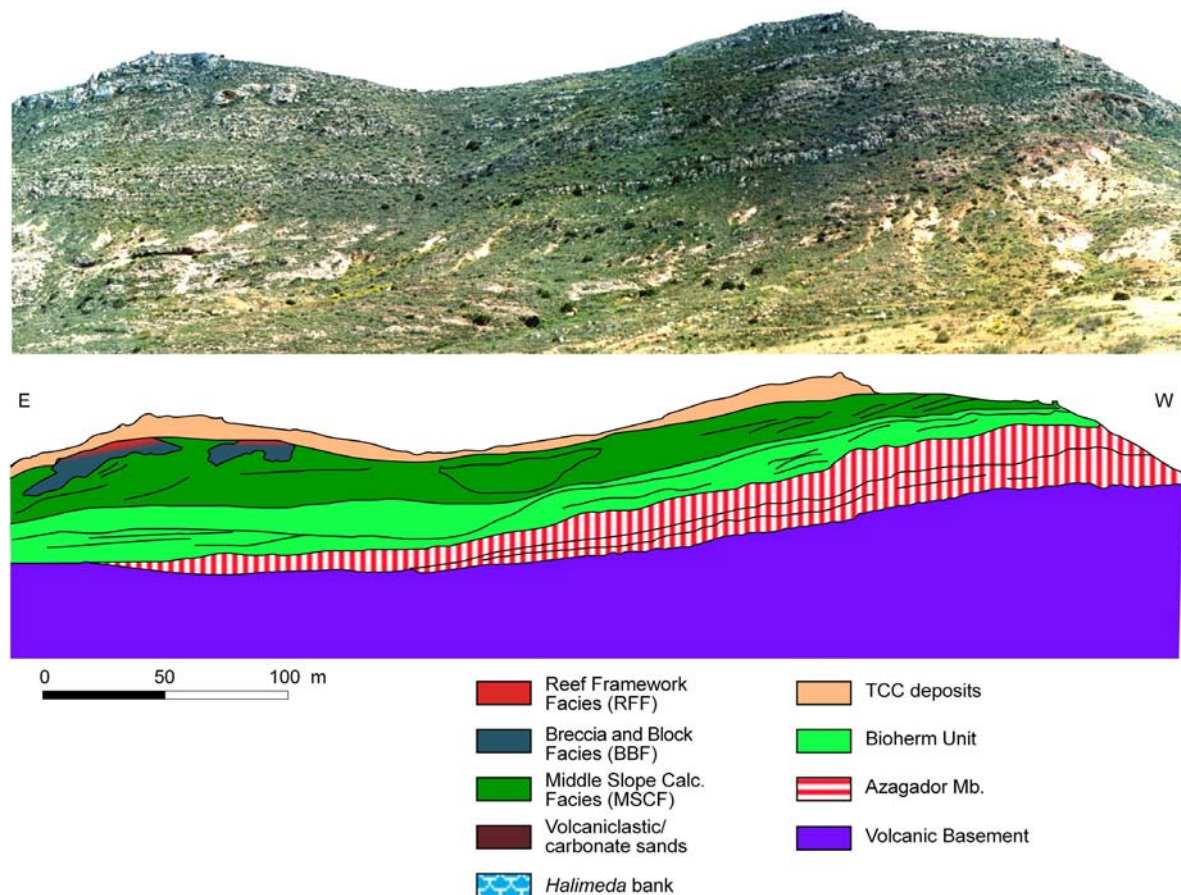 E
W
0 50 100 m
Reef Framework
Facies (RFF)
Breccia and Block
Facies (BBF)
Middle Slope Calc.
Facies (MSCF)
Volcaniclastic/
carbonate sands
Halimeda bank
TCC deposits
Bioherm Unit
Azagador Mb.
Volcanic Basement